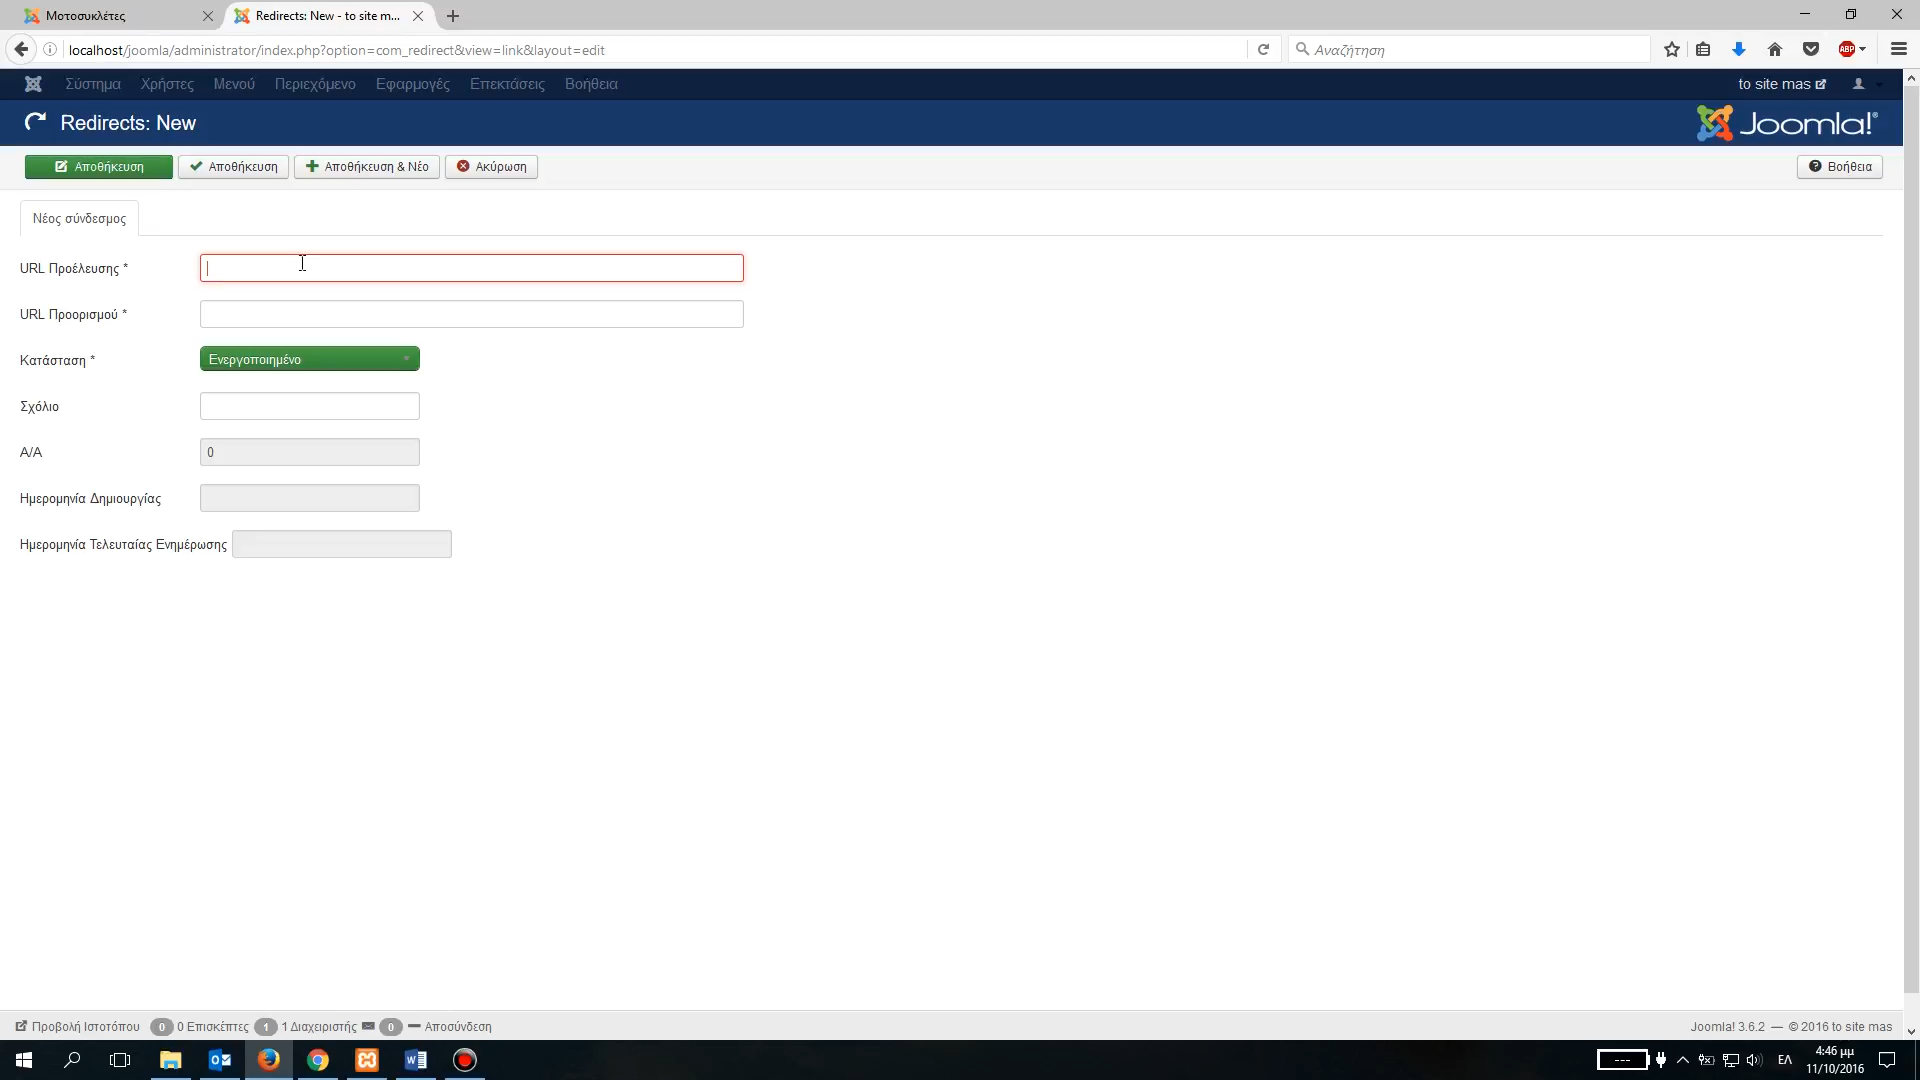 Μοτοσυκλέτες
Redirects: New - to site m...
localhost/joomla/administrator/index.php?option=com_redirect&view=link&layout=edit
Αναζήτηση
ABP
Σύστημα Χρήστες Μενού Περιεχόμενο Εφαρμογές Επεκτάσεις Βοήθεια
to site mas
Redirects: New
Joomla!®
Αποθήκευση Αποθήκευση Αποθήκευση & Νέο Ακύρωση Βοήθεια
Νέος σύνδεσμος
URL Προέλευσης *
URL Προορισμού *
Κατάσταση * Ενεργοποιημένο
Σχόλιο
Α/Α 0
Ημερομηνία Δημιουργίας
Ημερομηνία Τελευταίας Ενημέρωσης
Προβολή Ιστοτόπου 0 0 Επισκέπτες 1 1 Διαχειριστής 0 Αποσύνδεση
Joomla! 3.6.2 — © 2016 to site mas
ΕΛ
4:46 μμ
11/10/2016